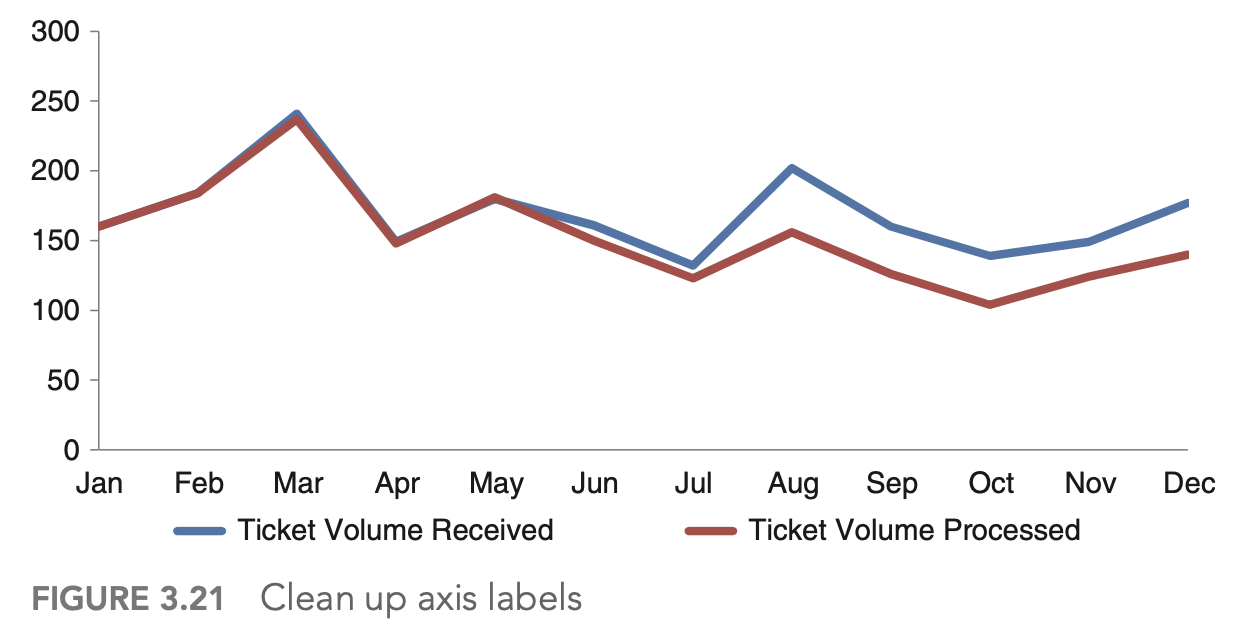 300
250
200
150
100
50
0
Jan Feb Mar Apr May Jun Jul Aug Sep Oct Nov Dec
Ticket Volume Received Ticket Volume Processed
FIGURE 3.21 Clean up axis labels